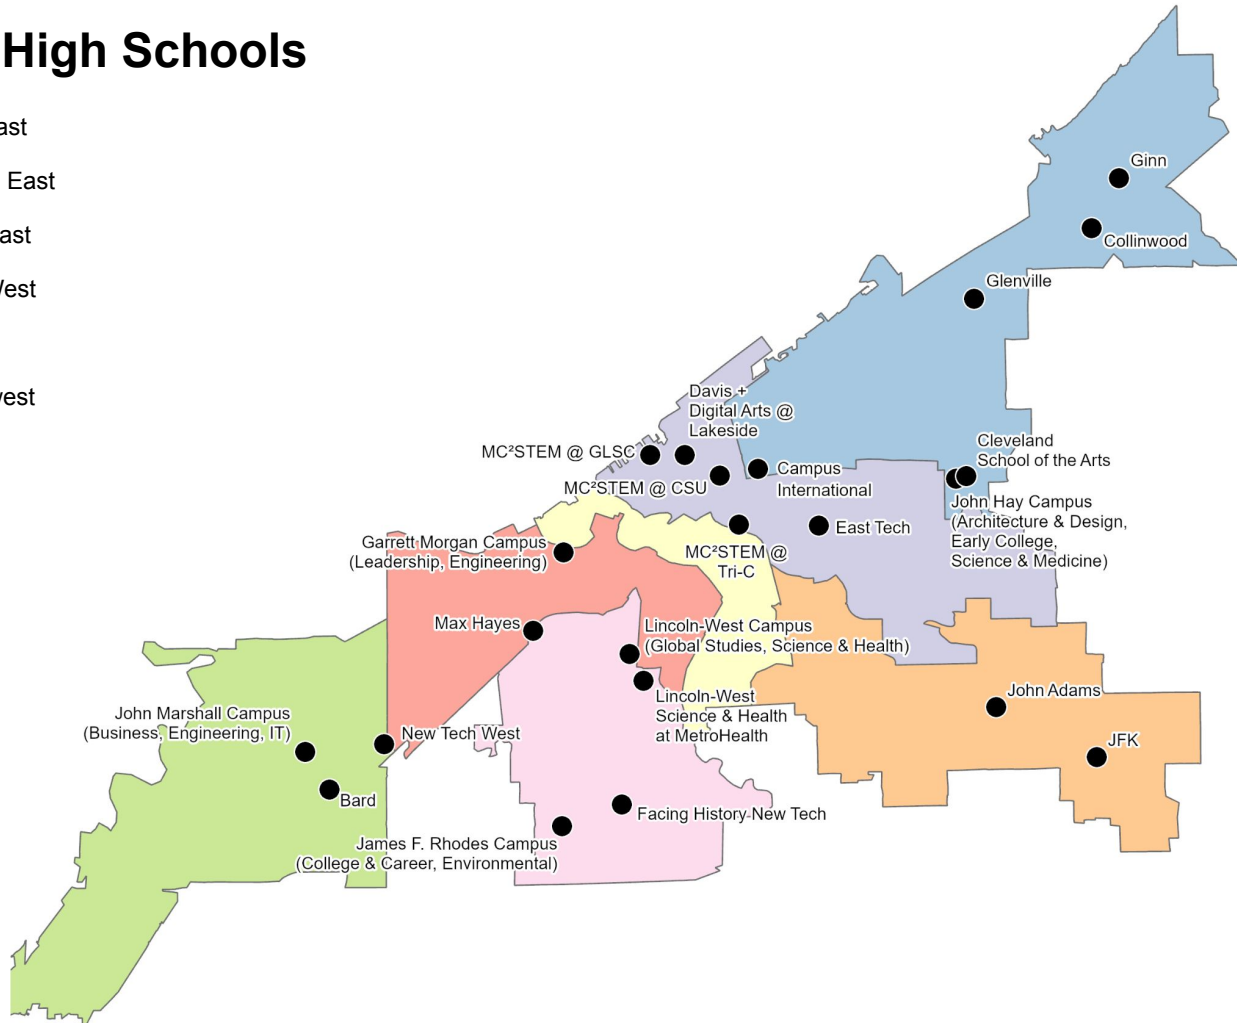 High Schools
ast
East
ast
West
est
Ginn
Collinwood
Glenville
Davis +
Digital Arts @
Lakeside
MC²STEM @ GLSC
Cleveland
School of the Arts
Campus
International
MC²STEM @ CSU
John Hay Campus
(Architecture & Design,
Early College,
Science & Medicine)
East Tech
MC²STEM @
Tri-C
Garrett Morgan Campus
(Leadership, Engineering)
Max Hayes
Lincoln-West Campus
(Global Studies, Science & Health)
Lincoln-West
Science & Health
at MetroHealth
John Adams
John Marshall Campus
(Business, Engineering, IT)
New Tech West
JFK
Bard
Facing History New Tech
James F. Rhodes Campus
(College & Career, Environmental)